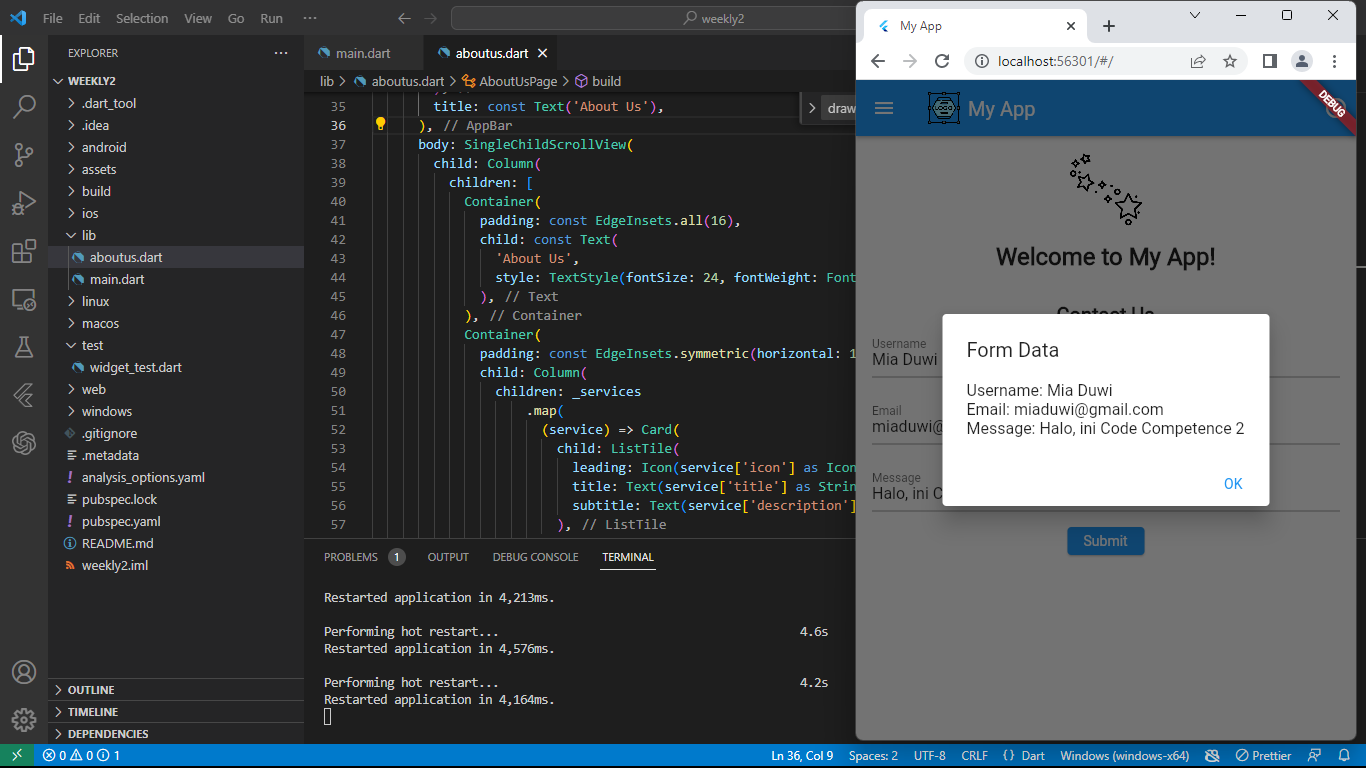 File Edit Selection View Go Run ···
weekly2
EXPLORER
WEEKLY2
.dart_tool
.idea
android
assets
build
ios
lib
aboutus.dart
main.dart
linux
macos
test
widget_test.dart
web
windows
.gitignore
.metadata
analysis_options.yaml
pubspec.lock
pubspec.yaml
README.md
weekly2.iml
OUTLINE
TIMELINE
DEPENDENCIES
main.dart
aboutus.dart
lib > aboutus.dart > AboutUsPage > build
draw
35 title: const Text('About Us'),
36 ), // AppBar
37 body: SingleChildScrollView(
38 child: Column(
39 children: [
40 Container(
41 padding: const EdgeInsets.all(16),
42 child: const Text(
43 'About Us',
44 style: TextStyle(fontSize: 24, fontWeight: Font
45 ), // Text
46 ), // Container
47 Container(
48 padding: const EdgeInsets.symmetric(horizontal: 1
49 child: Column(
50 children: _services
51 .map(
52 (service) => Card(
53 child: ListTile(
54 leading: Icon(service['icon'] as Icon
55 title: Text(service['title'] as Strin
56 subtitle: Text(service['description']
57 ), // ListTile
PROBLEMS 1 OUTPUT DEBUG CONSOLE TERMINAL
Restarted application in 4,213ms.
Performing hot restart... 4.6s
Restarted application in 4,576ms.
Performing hot restart... 4.2s
Restarted application in 4,164ms.
0 0 1
Ln 36, Col 9 Spaces: 2 UTF-8 CRLF {} Dart Windows (windows-x64) Prettier
My App
localhost:56301/#/
LOGO
My App
DEBUG
Welcome to My App!
Contact Us
Username
Mia Duwi
Email
miaduwi@
Message
Halo, ini C
Submit
Form Data
Username: Mia Duwi
Email: miaduwi@gmail.com
Message: Halo, ini Code Competence 2
OK